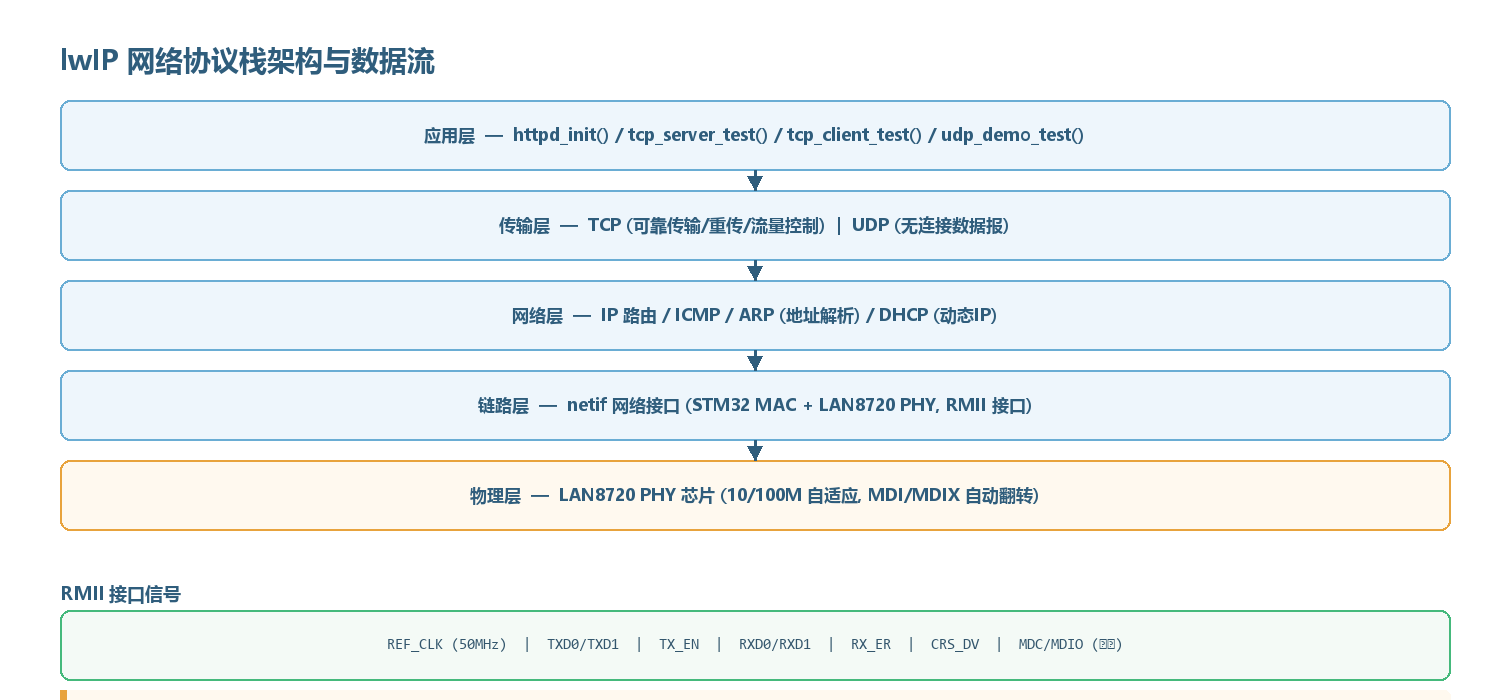 lwIP 网络协议栈架构与数据流
应用层 — httpd_init() / tcp_server_test() / tcp_client_test() / udp_demo_test()
传输层 — TCP (可靠传输/重传/流量控制) | UDP (无连接数据报)
网络层 — IP 路由 / ICMP / ARP (地址解析) / DHCP (动态IP)
链路层 — netif 网络接口 (STM32 MAC + LAN8720 PHY, RMII 接口)
物理层 — LAN8720 PHY 芯片 (10/100M 自适应, MDI/MDIX 自动翻转)
RMII 接口信号
REF_CLK (50MHz) | TXD0/TXD1 | TX_EN | RXD0/RXD1 | RX_ER | CRS_DV | MDC/MDIO ()